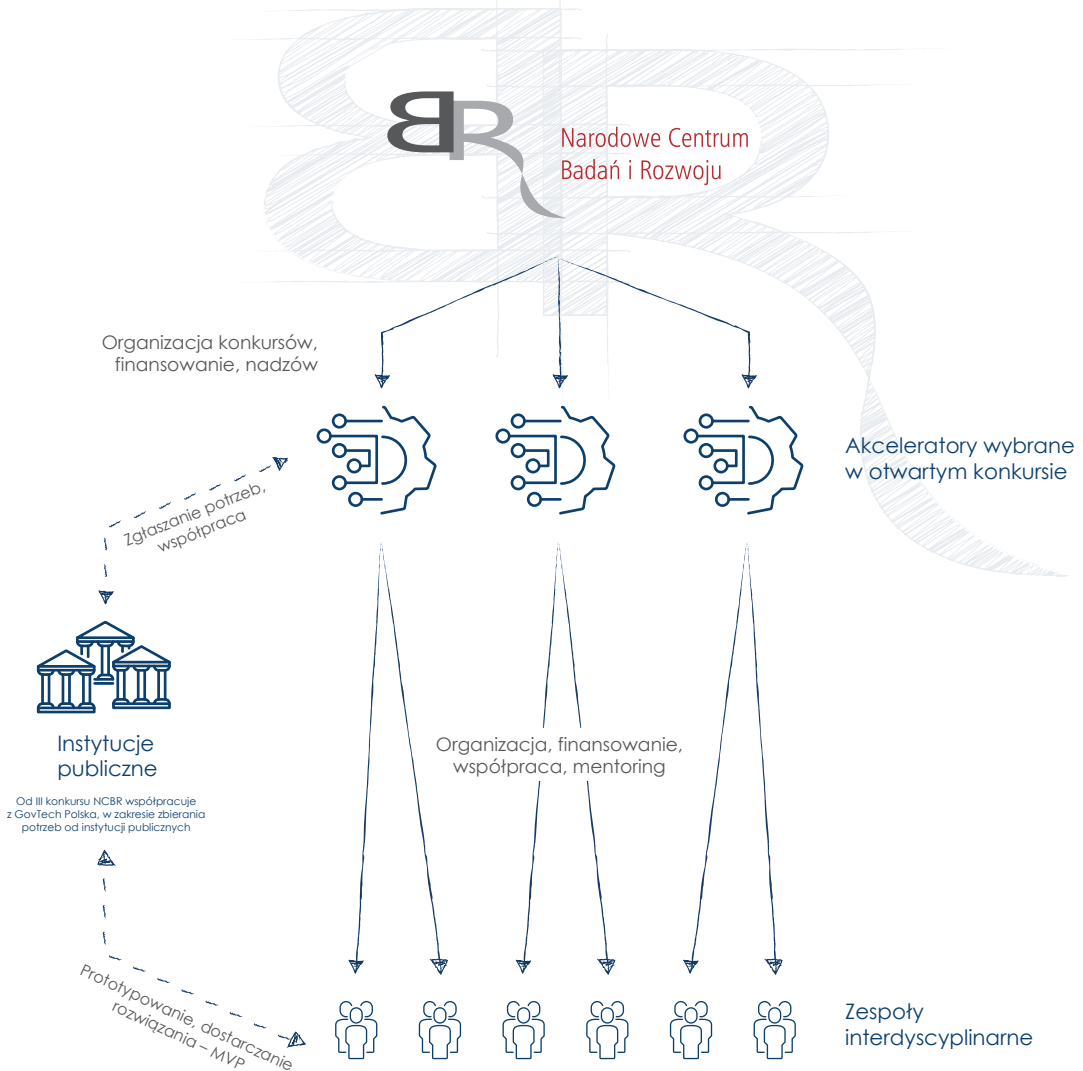 BR
Narodowe Centrum
Badań i Rozwoju
Organizacja konkursów,
finansowanie, nadzów
Akceleratory wybrane
w otwartym konkursie
Zgłaszanie potrzeb,
współpraca
Instytucje
publiczne
Od III konkursu NCBR współpracuje
z GovTech Polska, w zakresie zbierania
potrzeb od instytucji publicznych
Organizacja, finansowanie,
współpraca, mentoring
Prototypowanie, dostarczanie
rozwiązania – MVP
Zespoły
interdyscyplinarne